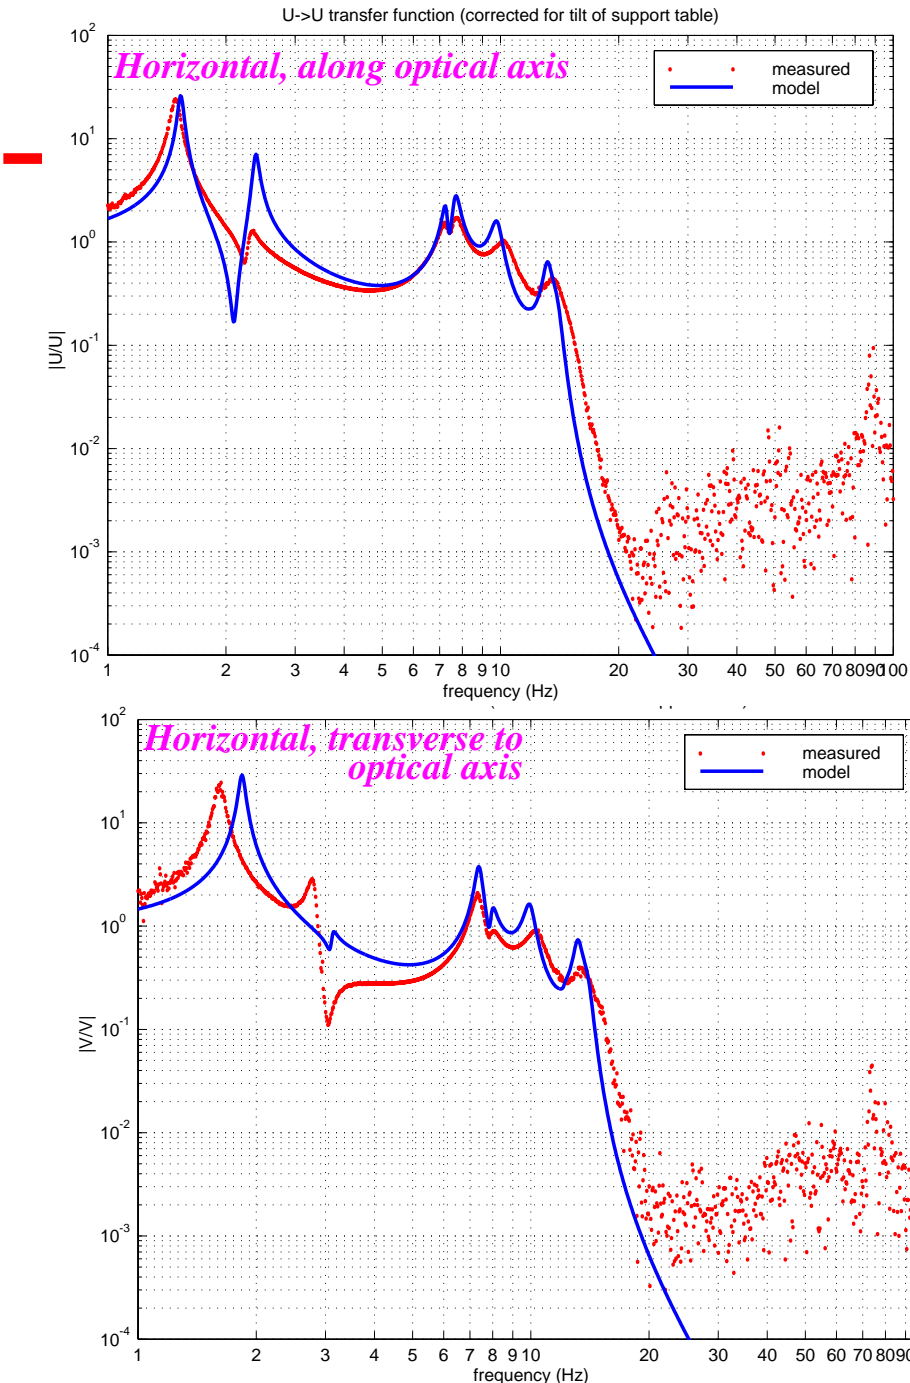 U->U transfer function (corrected for tilt of support table)
Horizontal, along optical axis
measured
model
10^2
10^1
10^0
10^-1
10^-2
10^-3
10^-4
|U/U|
1 2 3 4 5 6 7 8 9 10 20 30 40 50 60 70 80 90 100
frequency (Hz)
Horizontal, transverse to
optical axis
measured
model
10^2
10^1
10^0
10^-1
10^-2
10^-3
10^-4
|V/V|
1 2 3 4 5 6 7 8 9 10 20 30 40 50 60 70 80 90
frequency (Hz)